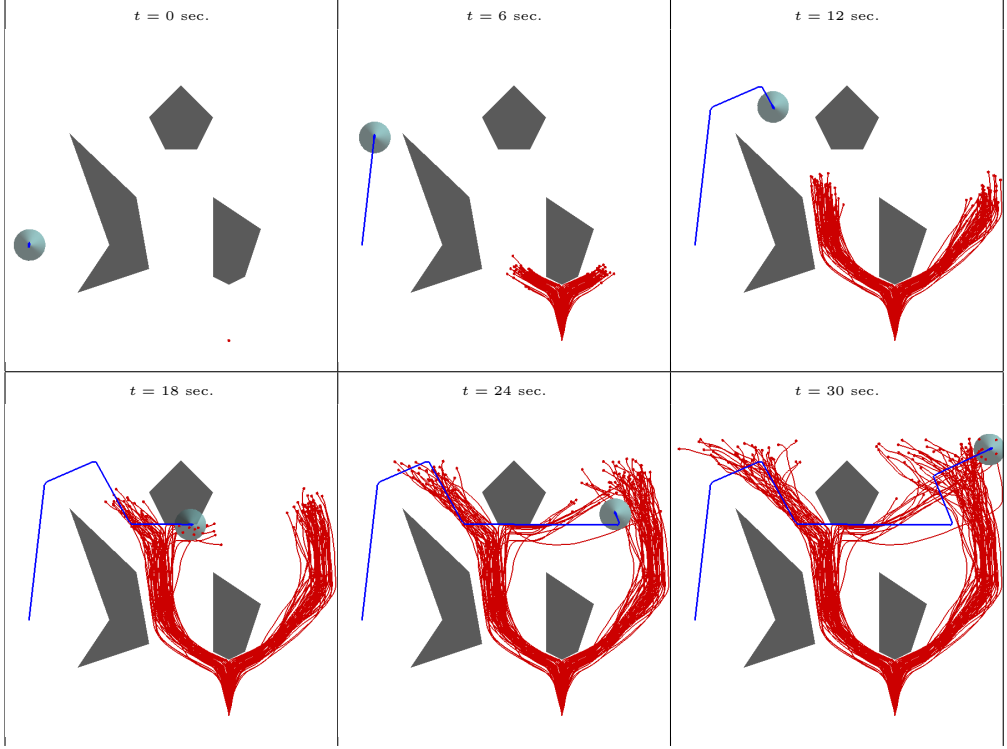 t = 0 sec.
t = 6 sec.
t = 12 sec.
t = 18 sec.
t = 24 sec.
t = 30 sec.